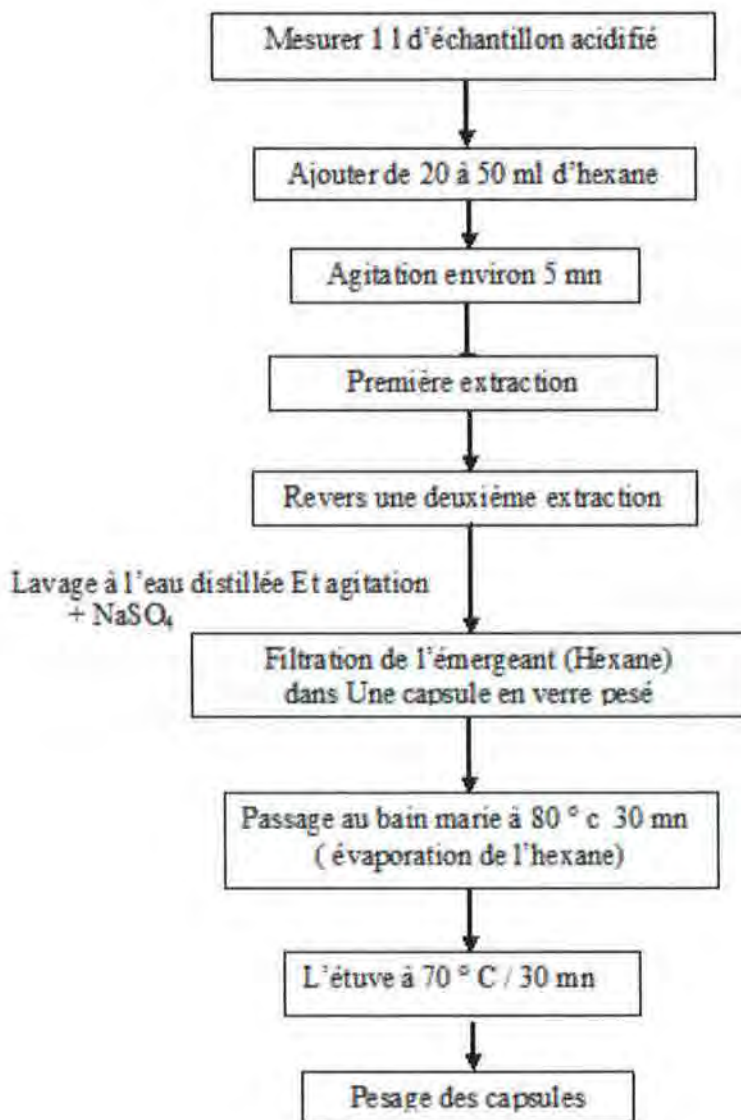 Mesurer 1 l d'échantillon acidifié
Ajouter de 20 à 50 ml d'hexane
Agitation environ 5 mn
Première extraction
Revers une deuxième extraction
Lavage à l'eau distillée Et agitation
+ NaSO₄
Filtration de l'émergeant (Hexane)
dans Une capsule en verre pesé
Passage au bain marie à 80 ° c 30 mn
( évaporation de l'hexane)
L'étuve à 70 ° C / 30 mn
Pesage des capsules